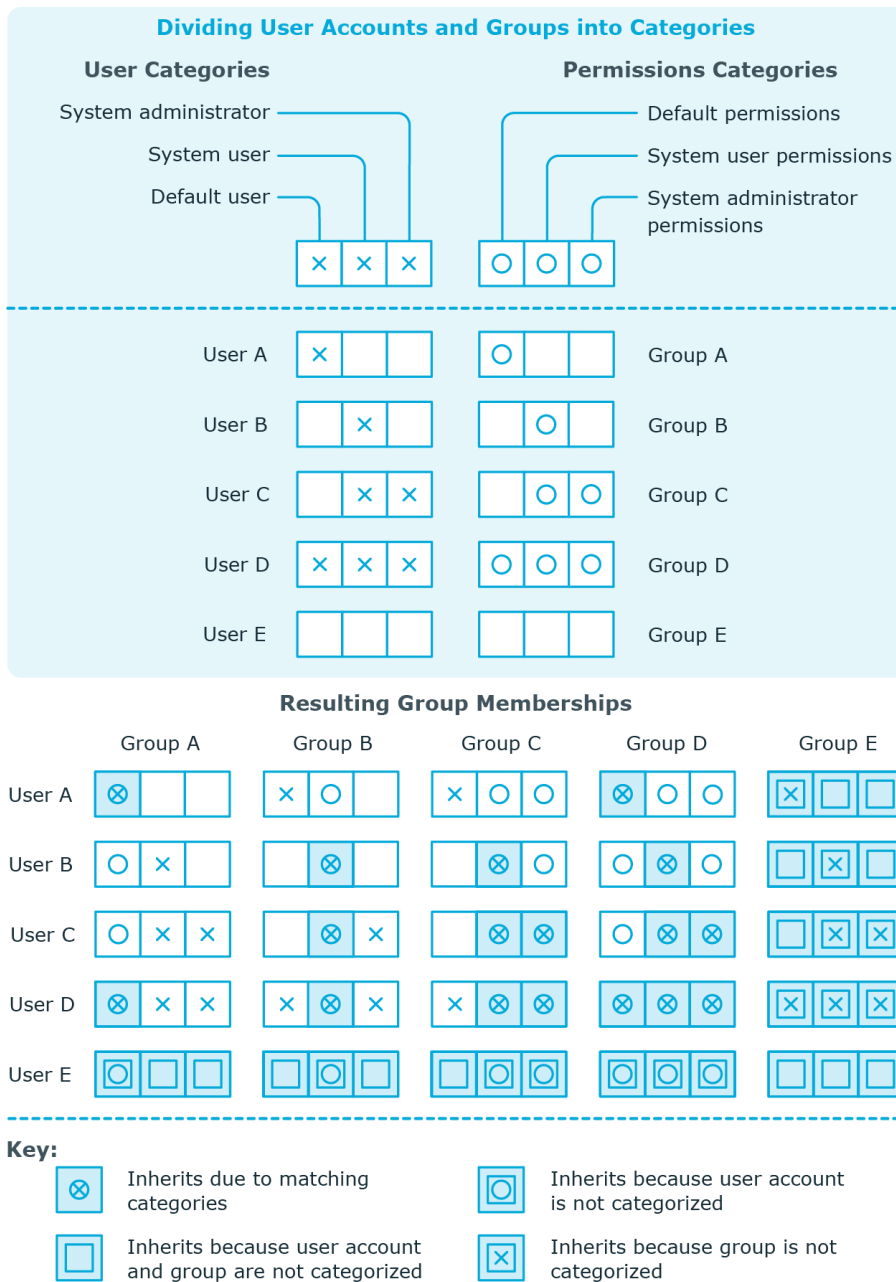 Dividing User Accounts and Groups into Categories
User Categories
Permissions Categories
System administrator
Default permissions
System user
System user permissions
Default user
System administrator
permissions
User A
Group A
User B
Group B
User C
Group C
User D
Group D
User E
Group E
Resulting Group Memberships
Group A
Group B
Group C
Group D
Group E
User A
User B
User C
User D
User E
Key:
Inherits due to matching
categories
Inherits because user account
is not categorized
Inherits because user account
and group are not categorized
Inherits because group is not
categorized